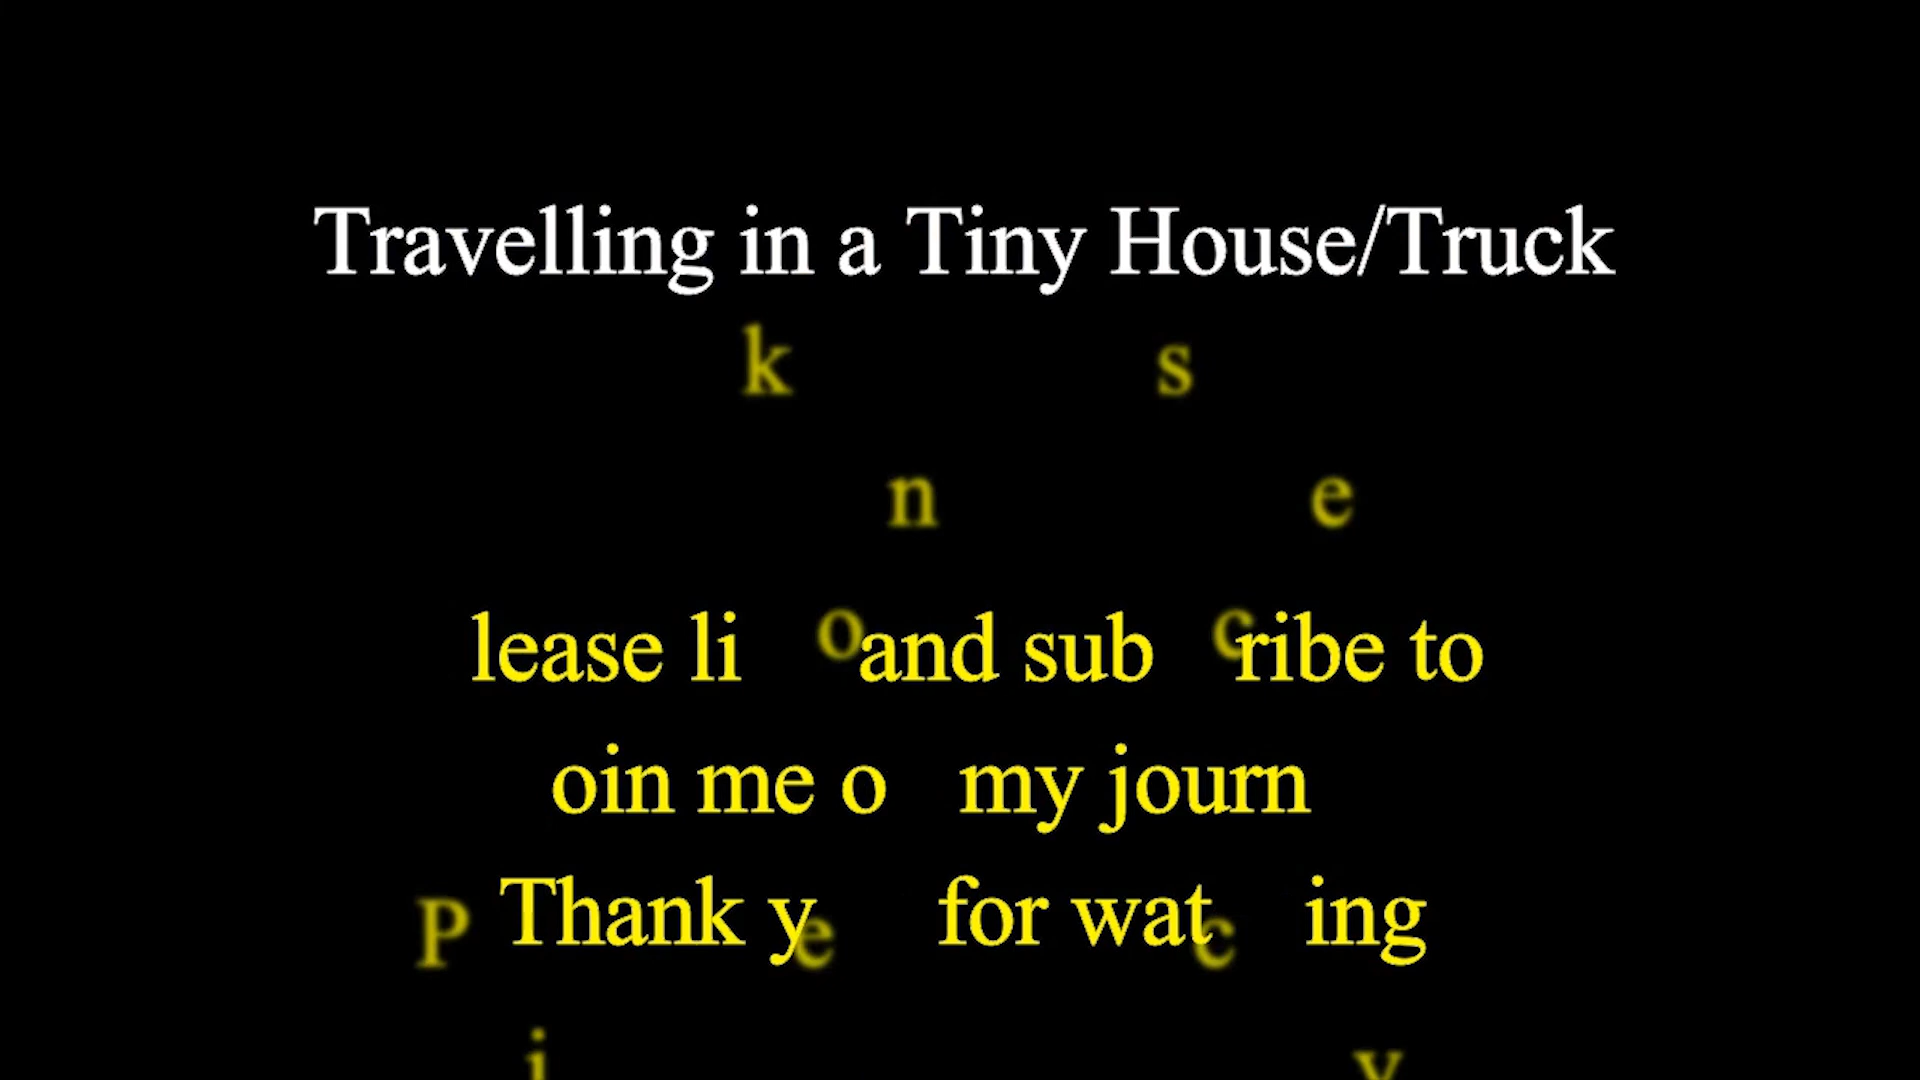 Travelling in a Tiny House/Truck
k s
n e
lease li o and sub c ribe to
oin me o my journ
P Thank y e for wat c ing
j y